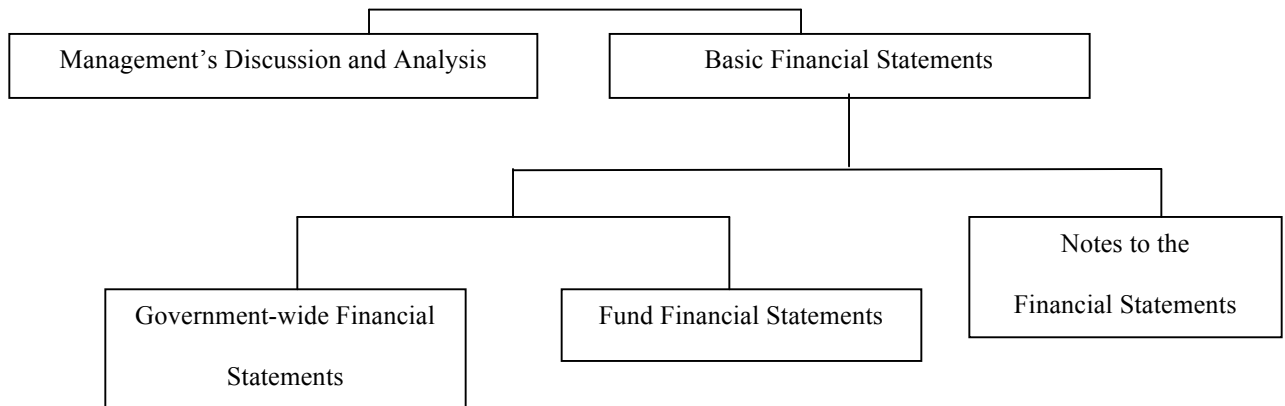 Management’s Discussion and Analysis
Basic Financial Statements
Government-wide Financial
Statements
Fund Financial Statements
Notes to the
Financial Statements